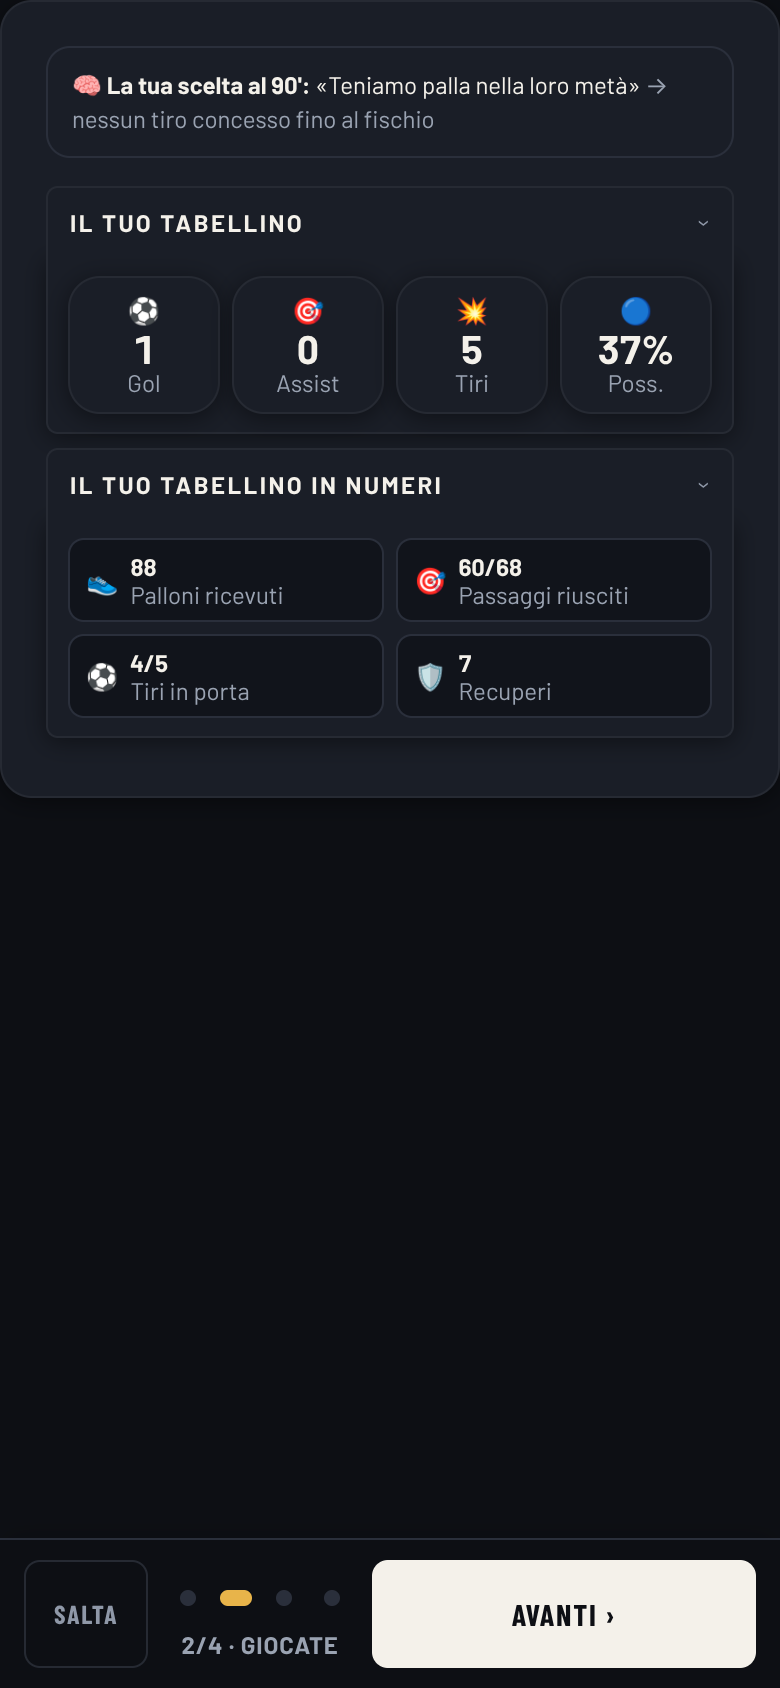 🧠 La tua scelta al 90': «Teniamo palla nella loro metà» →
nessun tiro concesso fino al fischio
IL TUO TABELLINO
1
Gol
0
Assist
5
Tiri
37%
Poss.
IL TUO TABELLINO IN NUMERI
88
Palloni ricevuti
60/68
Passaggi riusciti
4/5
Tiri in porta
7
Recuperi
SALTA
2/4 · GIOCATE
AVANTI ›